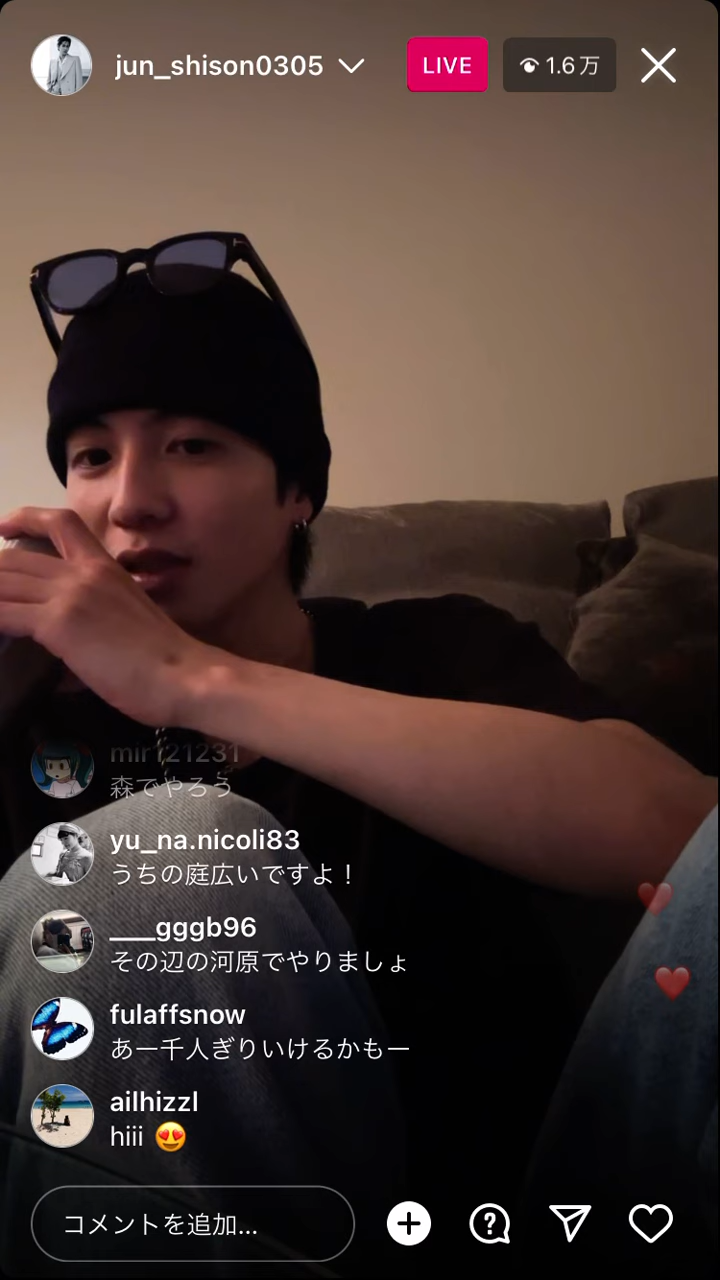 jun_shison0305
LIVE
1.6万
mir121231
森でやろう
yu_na.nicoli83
うちの庭広いですよ！
___gggb96
その辺の河原でやりましょ
fulaffsnow
あー千人ぎりいけるかもー
ailhizzl
hiii 😍
コメントを追加...